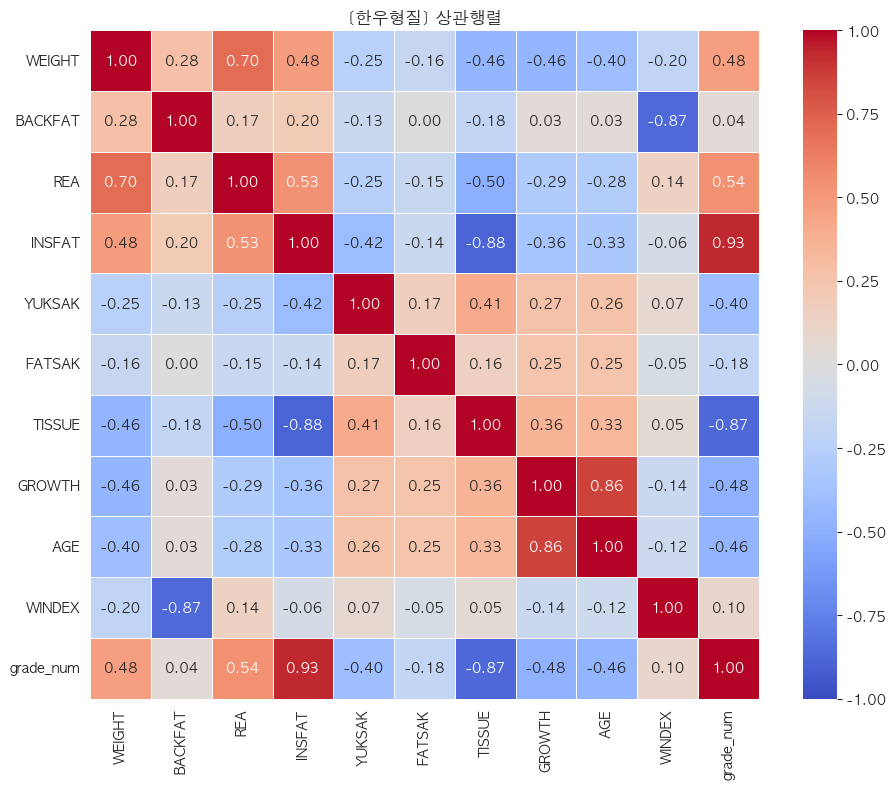 [한우형질] 상관행렬
WEIGHT 1.00 0.28 0.70 0.48 -0.25 -0.16 -0.46 -0.46 -0.40 -0.20 0.48
BACKFAT 0.28 1.00 0.17 0.20 -0.13 0.00 -0.18 0.03 0.03 -0.87 0.04
REA 0.70 0.17 1.00 0.53 -0.25 -0.15 -0.50 -0.29 -0.28 0.14 0.54
INSFAT 0.48 0.20 0.53 1.00 -0.42 -0.14 -0.88 -0.36 -0.33 -0.06 0.93
YUKSAK -0.25 -0.13 -0.25 -0.42 1.00 0.17 0.41 0.27 0.26 0.07 -0.40
FATSAK -0.16 0.00 -0.15 -0.14 0.17 1.00 0.16 0.25 0.25 -0.05 -0.18
TISSUE -0.46 -0.18 -0.50 -0.88 0.41 0.16 1.00 0.36 0.33 0.05 -0.87
GROWTH -0.46 0.03 -0.29 -0.36 0.27 0.25 0.36 1.00 0.86 -0.14 -0.48
AGE -0.40 0.03 -0.28 -0.33 0.26 0.25 0.33 0.86 1.00 -0.12 -0.46
WINDEX -0.20 -0.87 0.14 -0.06 0.07 -0.05 0.05 -0.14 -0.12 1.00 0.10
grade_num 0.48 0.04 0.54 0.93 -0.40 -0.18 -0.87 -0.48 -0.46 0.10 1.00
WEIGHT BACKFAT REA INSFAT YUKSAK FATSAK TISSUE GROWTH AGE WINDEX grade_num
1.00
0.75
0.50
0.25
0.00
-0.25
-0.50
-0.75
-1.00